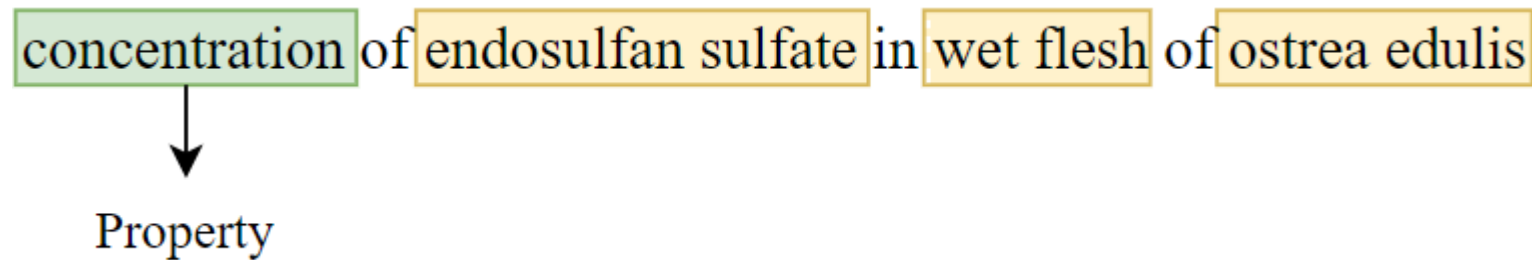 concentration of endosulfan sulfate in wet flesh of ostrea edulis
Property